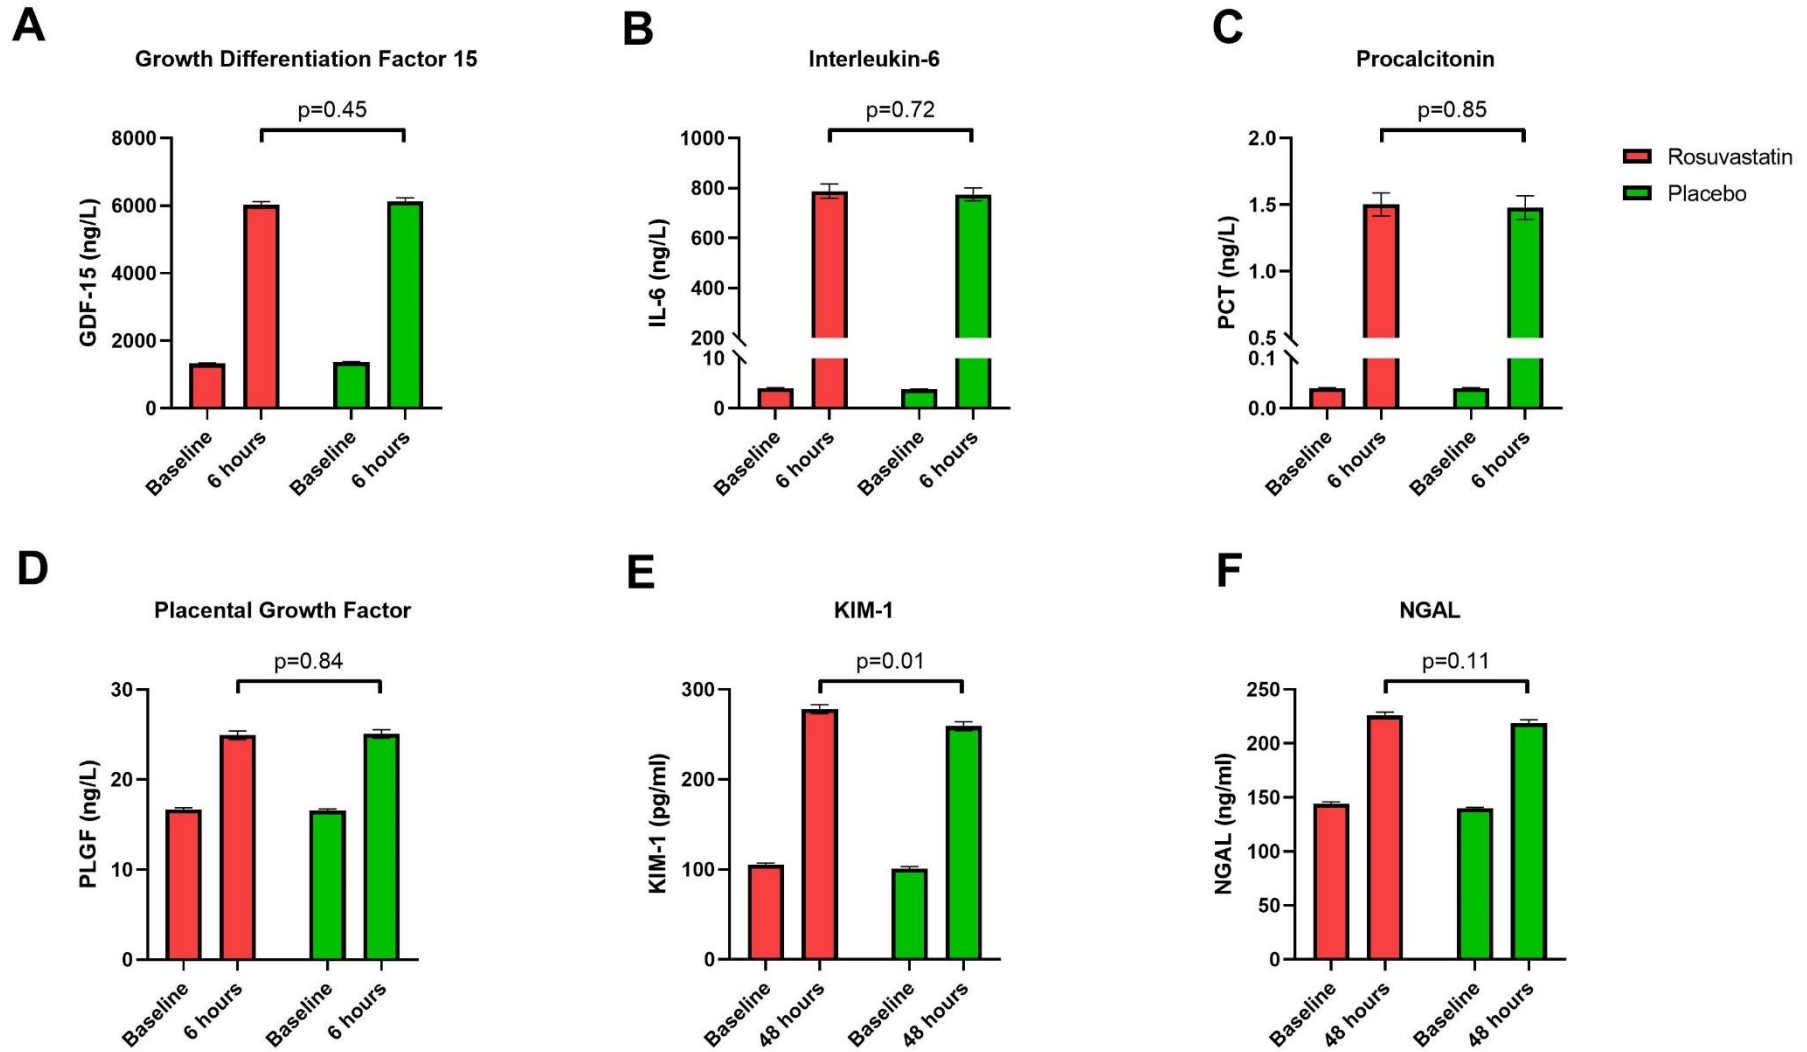 A
Growth Differentiation Factor 15
p=0.45
8000
6000
4000
2000
0
GDF-15 (ng/L)
Baseline
6 hours
Baseline
6 hours
B
Interleukin-6
p=0.72
1000
800
600
400
200
10
0
IL-6 (ng/L)
Baseline
6 hours
Baseline
6 hours
C
Procalcitonin
p=0.85
2.0
1.5
1.0
0.5
0.1
0.0
PCT (ng/L)
Baseline
6 hours
Baseline
6 hours
Rosuvastatin
Placebo
D
Placental Growth Factor
p=0.84
30
20
10
0
PLGF (ng/L)
Baseline
6 hours
Baseline
6 hours
E
KIM-1
p=0.01
300
200
100
0
KIM-1 (pg/ml)
Baseline
48 hours
Baseline
48 hours
F
NGAL
p=0.11
250
200
150
100
50
0
NGAL (ng/ml)
Baseline
48 hours
Baseline
48 hours